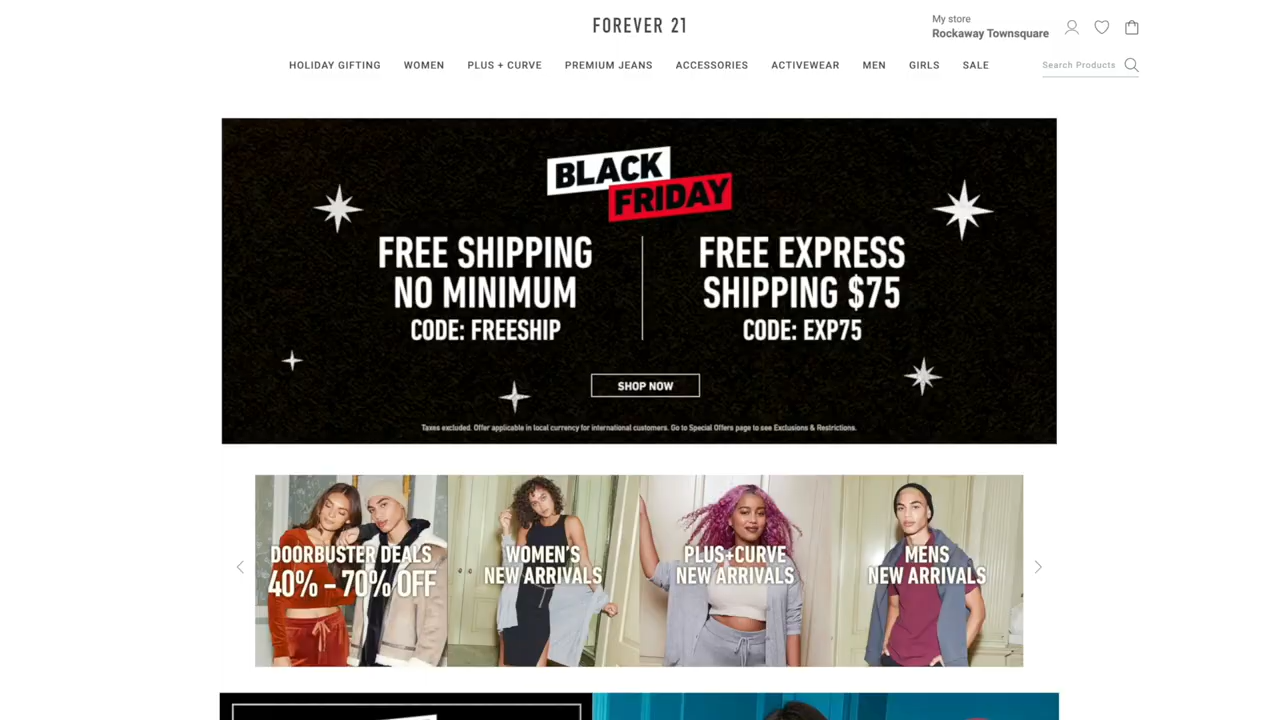 FOREVER 21
My store
Rockaway Townsquare
HOLIDAY GIFTING WOMEN PLUS + CURVE PREMIUM JEANS ACCESSORIES ACTIVEWEAR MEN GIRLS SALE
Search Products
BLACK
FRIDAY
FREE SHIPPING
NO MINIMUM
CODE: FREESHIP
FREE EXPRESS
SHIPPING $75
CODE: EXP75
SHOP NOW
Taxes excluded. Offer applicable in local currency for international customers. Go to Special Offers page to see Exclusions & Restrictions.
DOORBUSTER DEALS
40% – 70% OFF
WOMEN'S
NEW ARRIVALS
PLUS+CURVE
NEW ARRIVALS
MENS
NEW ARRIVALS